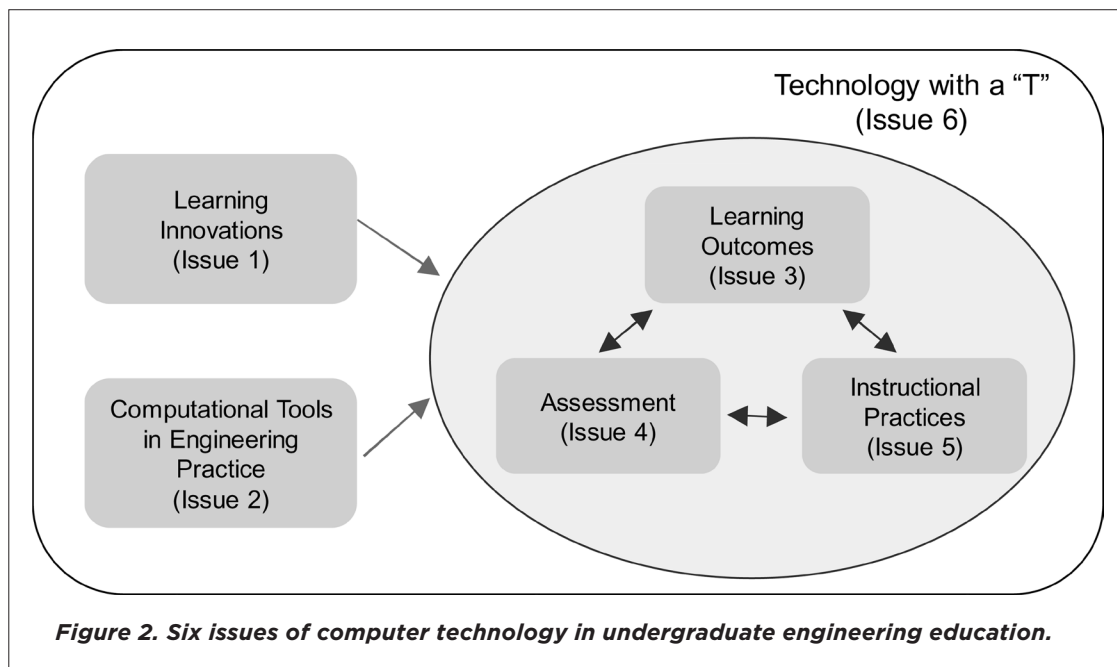 Technology with a “T”
(Issue 6)
Learning
Innovations
(Issue 1)
Computational Tools
in Engineering
Practice
(Issue 2)
Learning
Outcomes
(Issue 3)
Assessment
(Issue 4)
Instructional
Practices
(Issue 5)
Figure 2. Six issues of computer technology in undergraduate engineering education.